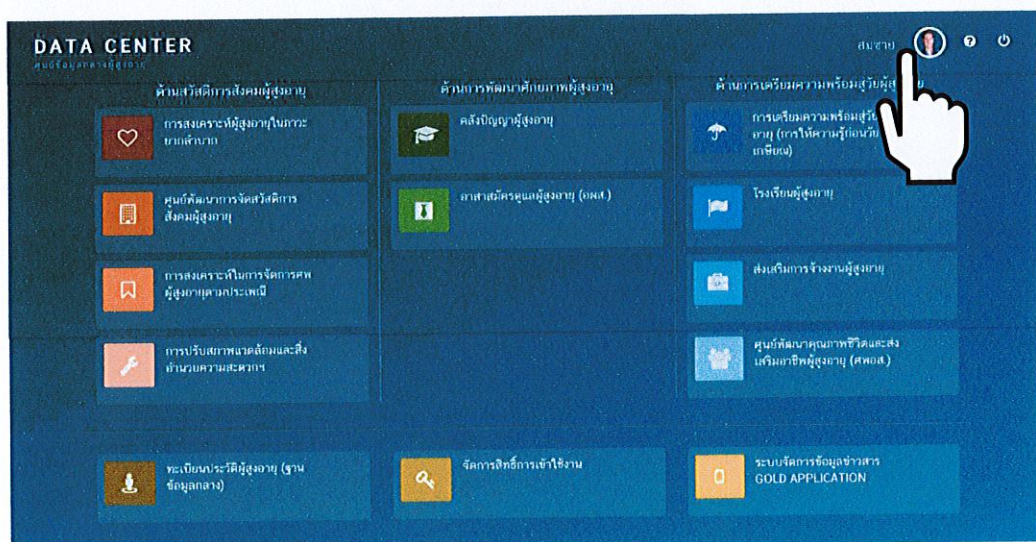 DATA CENTER
ศูนย์ข้อมูลกลางผู้สูงอายุ
สมชาย
ด้านสวัสดิการสังคมผู้สูงอายุ
การสงเคราะห์ผู้สูงอายุในภาวะ
ยากลำบาก
ศูนย์พัฒนาการจัดสวัสดิการ
สังคมผู้สูงอายุ
การสงเคราะห์ในการจัดการศพ
ผู้สูงอายุตามประเพณี
การปรับสภาพแวดล้อมและสิ่ง
อำนวยความสะดวกฯ
ด้านการพัฒนาศักยภาพผู้สูงอายุ
คลังปัญญาผู้สูงอายุ
อาสาสมัครดูแลผู้สูงอายุ (อผส.)
ด้านการเตรียมความพร้อมสู่วัยผู้สู
การเตรียมความพร้อมสู่วัย
อายุ (การให้ความรู้ก่อนวัย
เกษียณ)
โรงเรียนผู้สูงอายุ
ส่งเสริมการจ้างงานผู้สูงอายุ
ศูนย์พัฒนาคุณภาพชีวิตและส่ง
เสริมอาชีพผู้สูงอายุ (ศพอส.)
ทะเบียนประวัติผู้สูงอายุ (ฐาน
ข้อมูลกลาง)
จัดการสิทธิ์การเข้าใช้งาน
ระบบจัดการข้อมูลข่าวสาร
GOLD APPLICATION